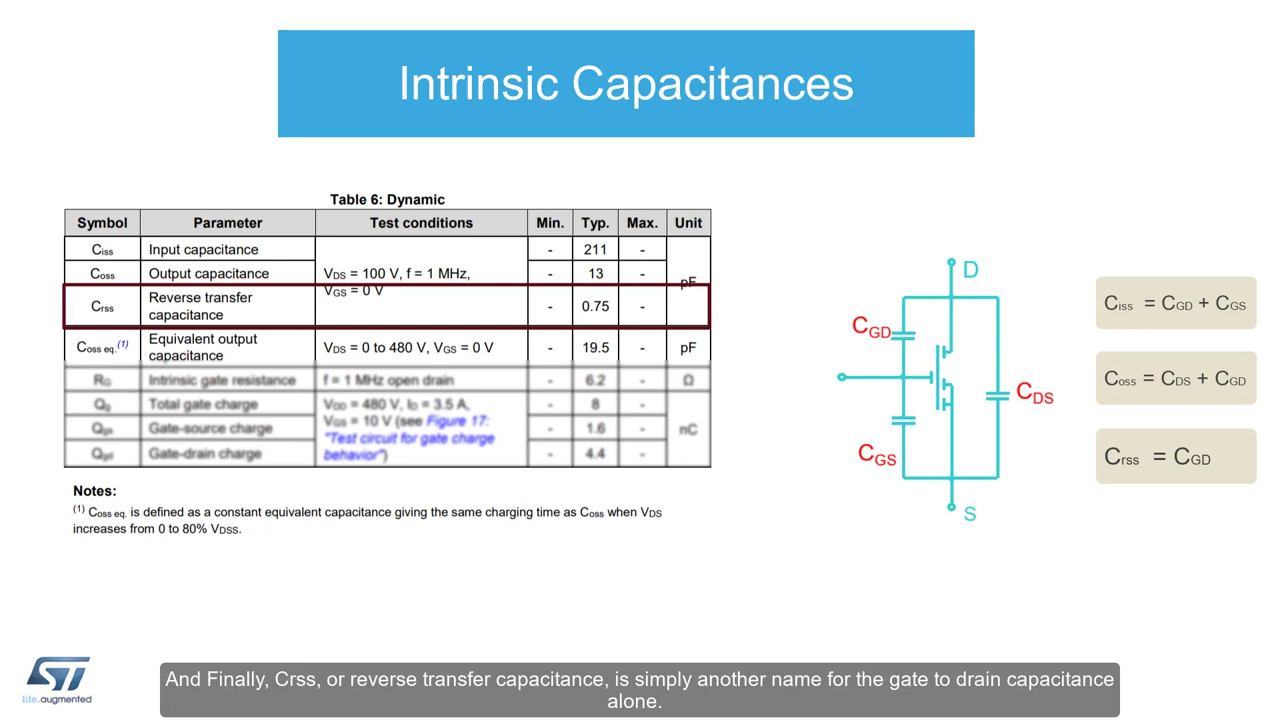 Intrinsic Capacitances
Table 6: Dynamic
Symbol Parameter Test conditions Min. Typ. Max. Unit
Ciss Input capacitance - 211 -
Coss Output capacitance VDS = 100 V, f = 1 MHz, - 13 -
VGS = 0 V pF
Crss Reverse transfer
capacitance - 0.75 -
Coss eq.(1) Equivalent output
capacitance VDS = 0 to 480 V, VGS = 0 V - 19.5 - pF
RG Intrinsic gate resistance f = 1 MHz open drain - 6.2 - Ω
Qg Total gate charge VDD = 480 V, ID = 3.5 A, - 8 -
Qgs Gate-source charge VGS = 10 V (see Figure 17: - 1.6 - nC
"Test circuit for gate charge
Qgd Gate-drain charge behavior") - 4.4 -
Notes:
(1) Coss eq. is defined as a constant equivalent capacitance giving the same charging time as Coss when VDS
increases from 0 to 80% VDSS.
D
CGD
CDS
CGS
S
Ciss = CGD + CGS
Coss = CDS + CGD
Crss = CGD
ST
life.augmented
And Finally, Crss, or reverse transfer capacitance, is simply another name for the gate to drain capacitance
alone.